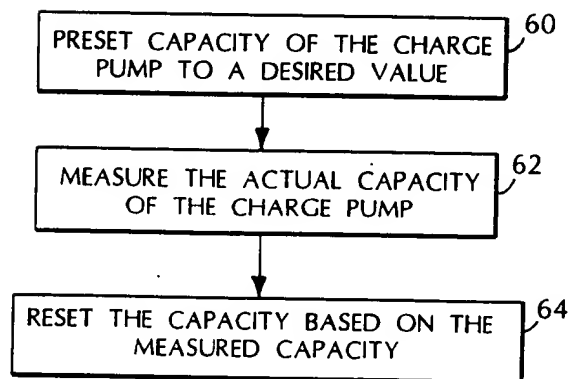 PRESET CAPACITY OF THE CHARGE
PUMP TO A DESIRED VALUE
60
MEASURE THE ACTUAL CAPACITY
OF THE CHARGE PUMP
62
RESET THE CAPACITY BASED ON THE
MEASURED CAPACITY
64